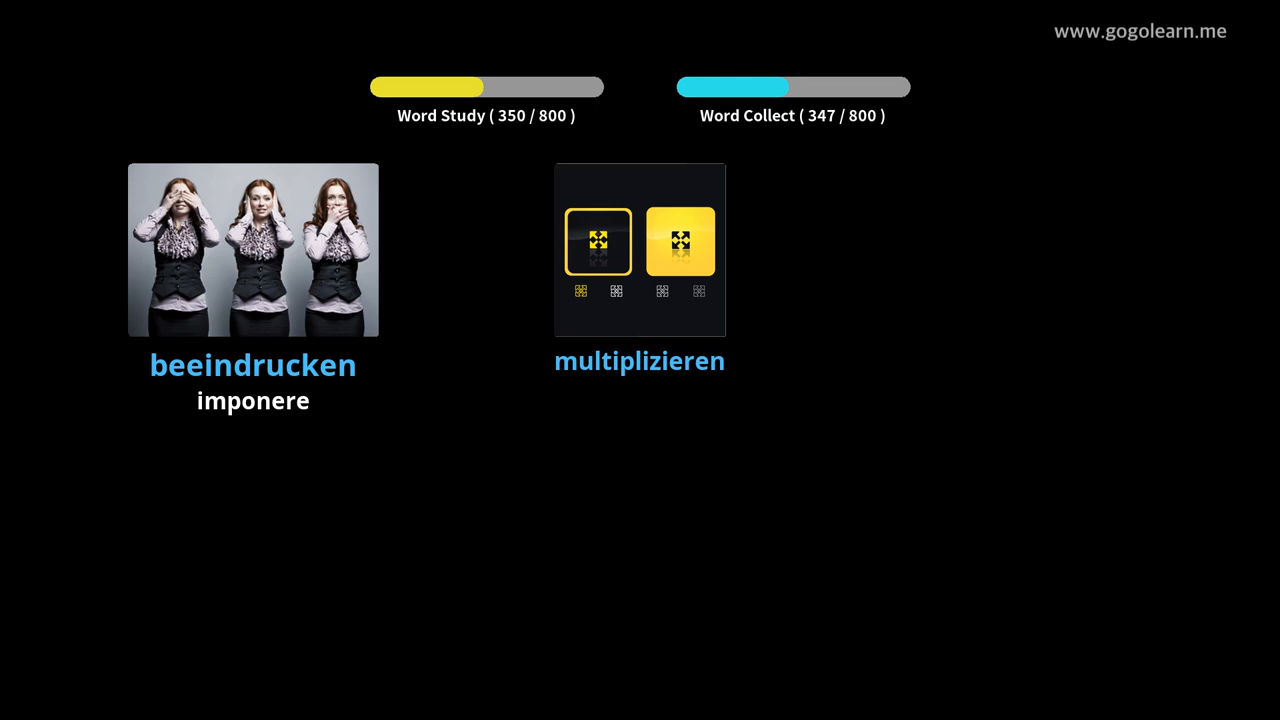 www.gogolearn.me
Word Study ( 350 / 800 )
Word Collect ( 347 / 800 )
beeindrucken
imponere
multiplizieren